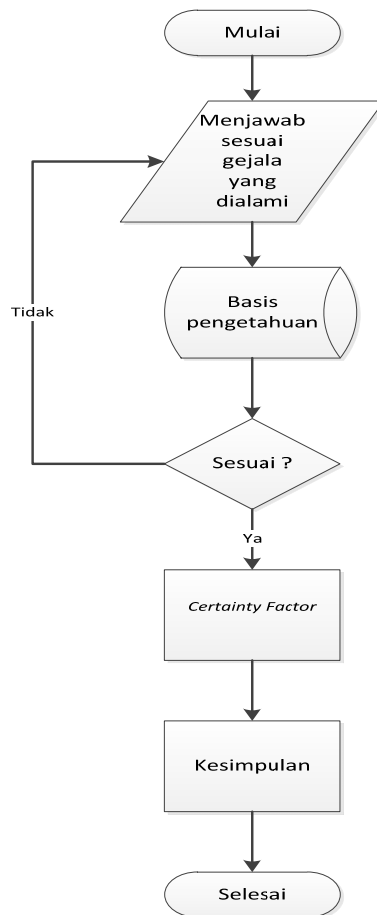 Mulai
Menjawab
sesuai
gejala
yang
dialami
Basis
pengetahuan
Tidak
Sesuai ?
Ya
Certainty Factor
Kesimpulan
Selesai